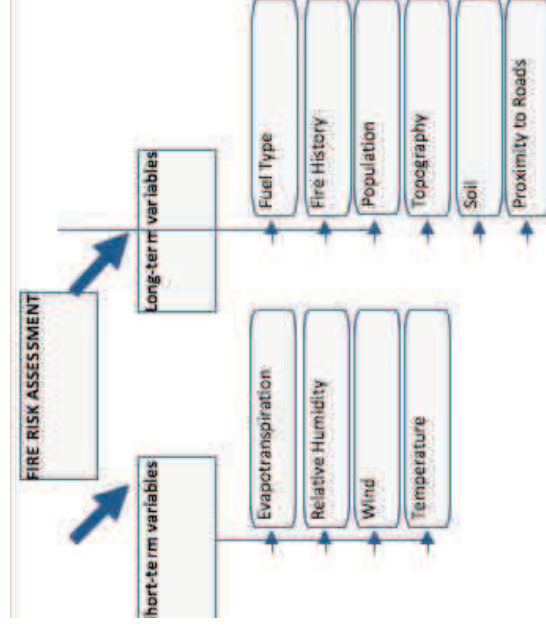 FIRE RISK ASSESSMENT
hort-term variables
Evapotranspiration
Relative Humidity
Wind
Temperature
Long-term variables
Fuel Type
Fire History
Population
Topography
Soil
Proximity to Roads